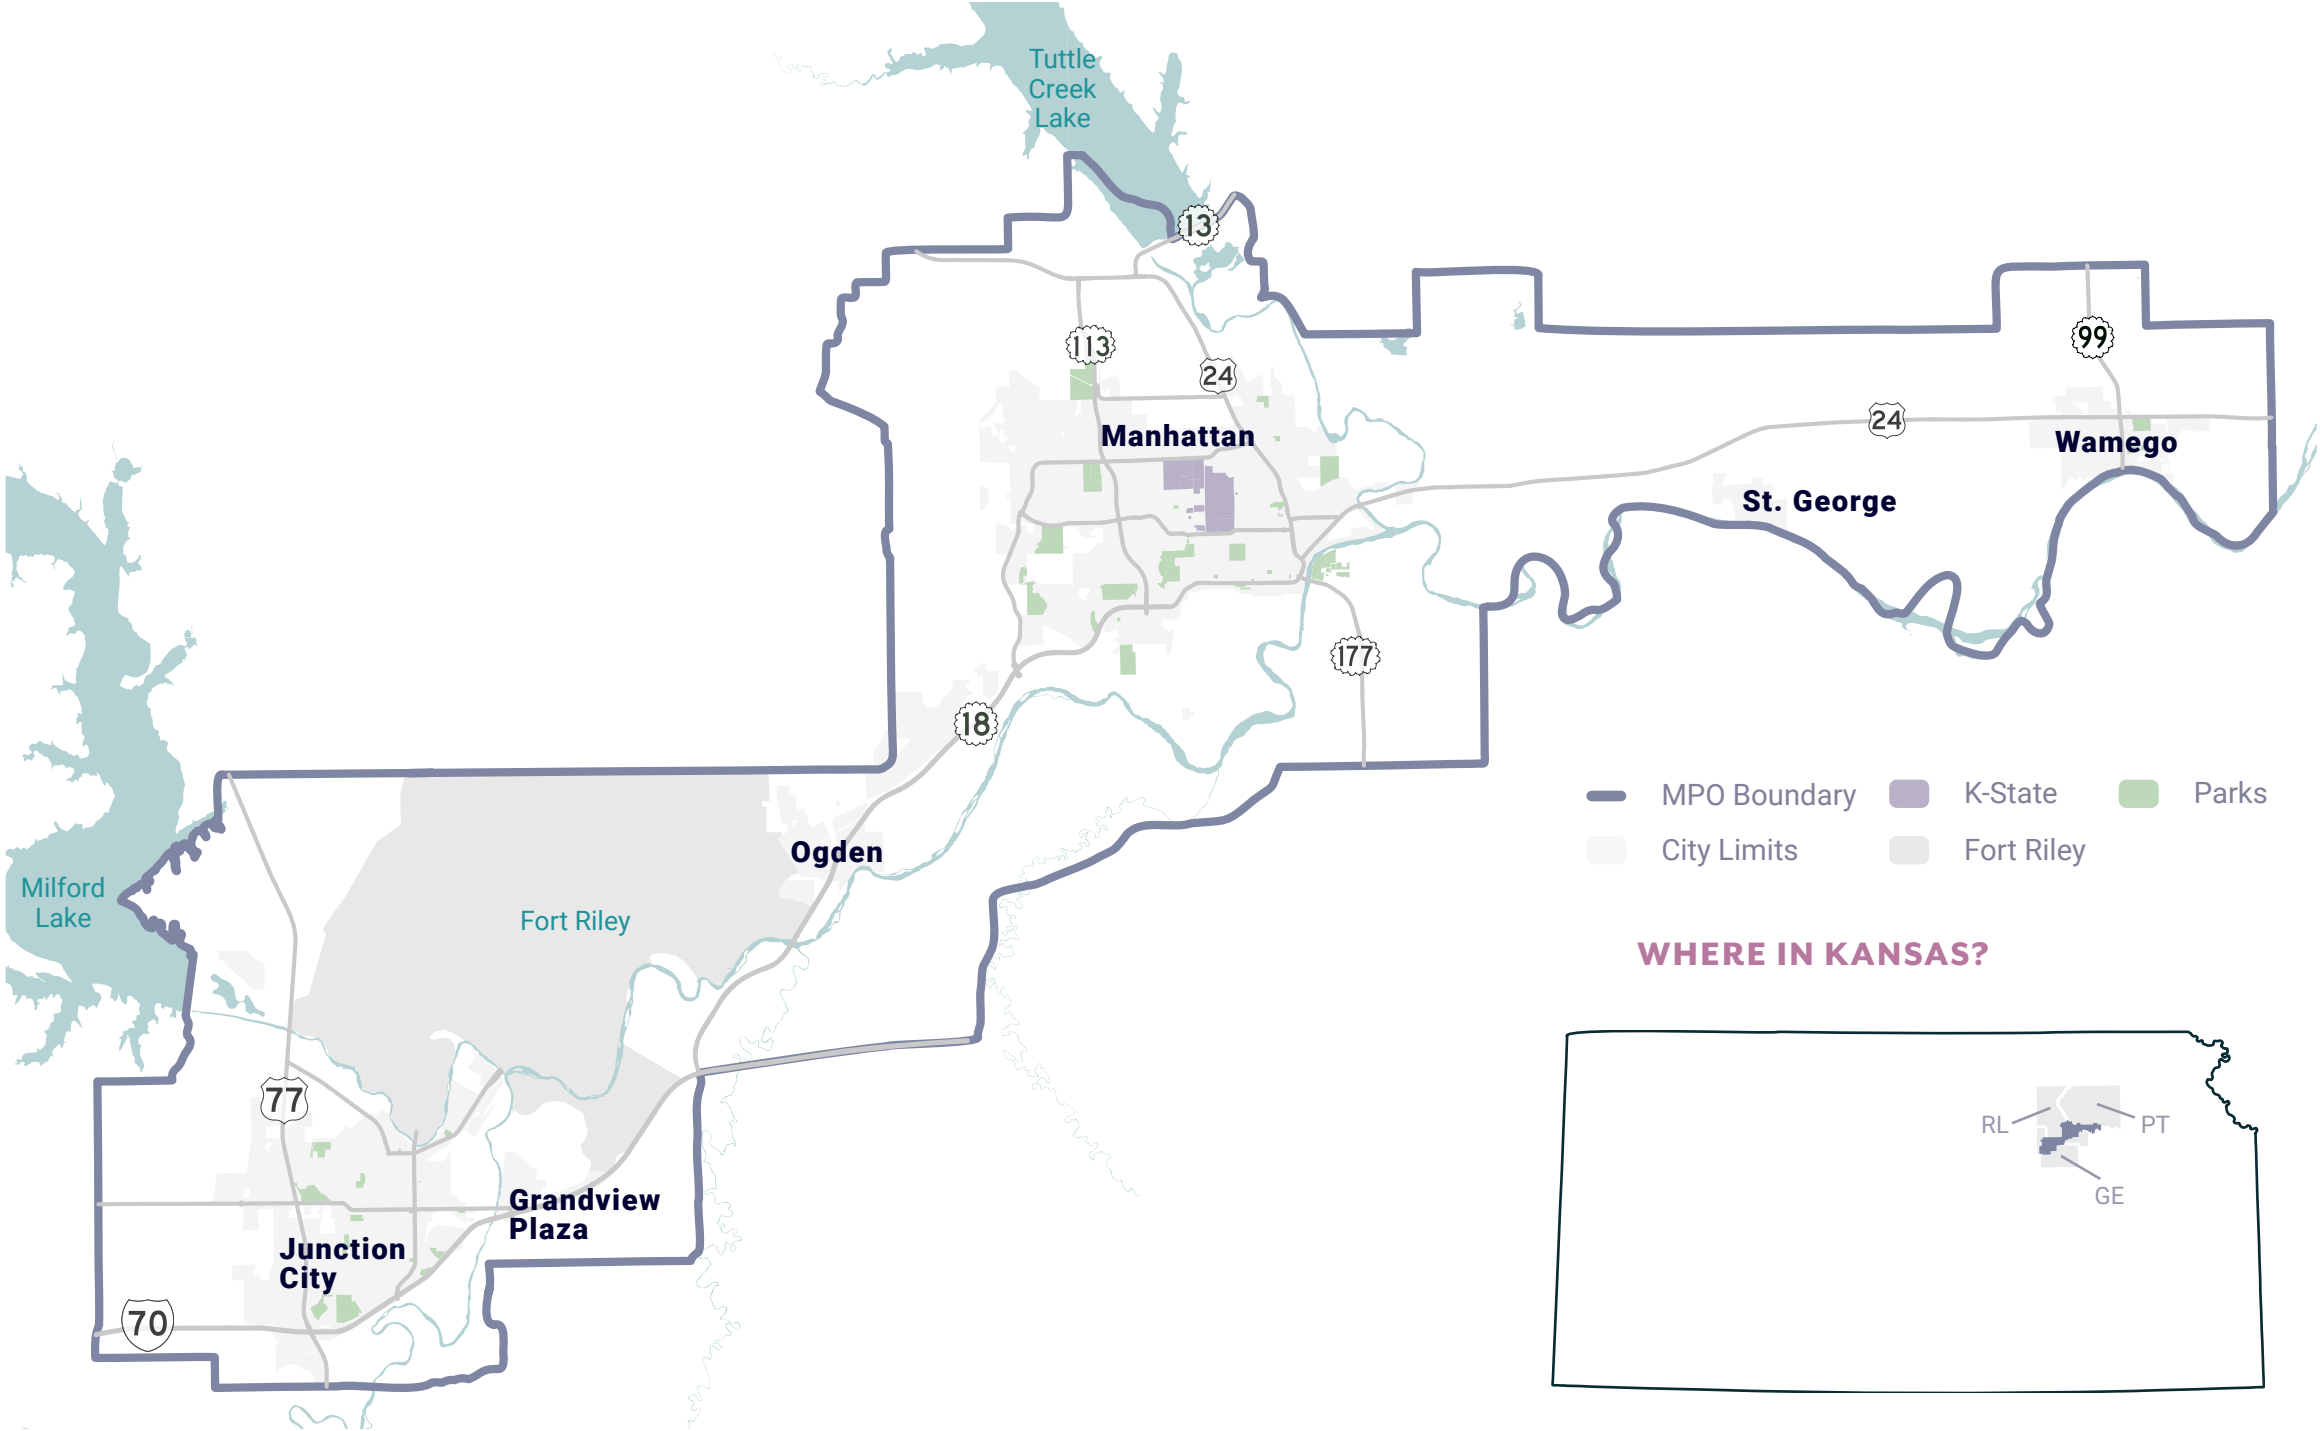 Tuttle
Creek
Lake
13
113
24
99
Manhattan
24
Wamego
St. George
177
18
MPO Boundary
K-State
Parks
City Limits
Fort Riley
Ogden
Milford
Lake
Fort Riley
WHERE IN KANSAS?
77
RL
PT
GE
Grandview
Plaza
Junction
City
70